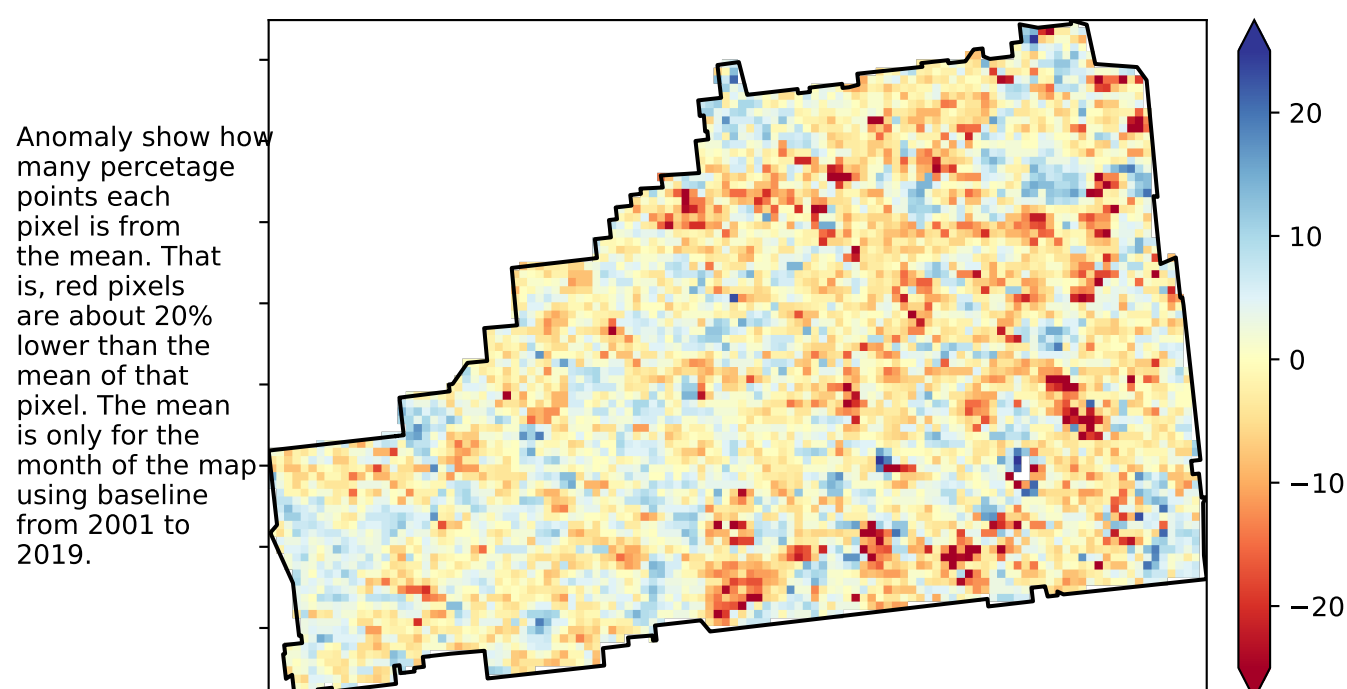 Anomaly show how
many percetage
points each
pixel is from
the mean. That
is, red pixels
are about 20%
lower than the
mean of that
pixel. The mean
is only for the
month of the map
using baseline
from 2001 to
2019.
20
10
0
−10
−20